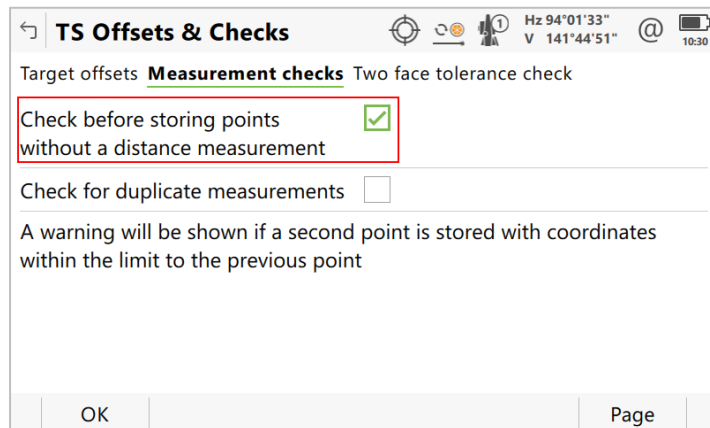 TS Offsets & Checks
1
Hz 94°01'33"
V 141°44'51"
@
10:30
Target offsets Measurement checks Two face tolerance check
Check before storing points
without a distance measurement
Check for duplicate measurements
A warning will be shown if a second point is stored with coordinates
within the limit to the previous point
OK Page